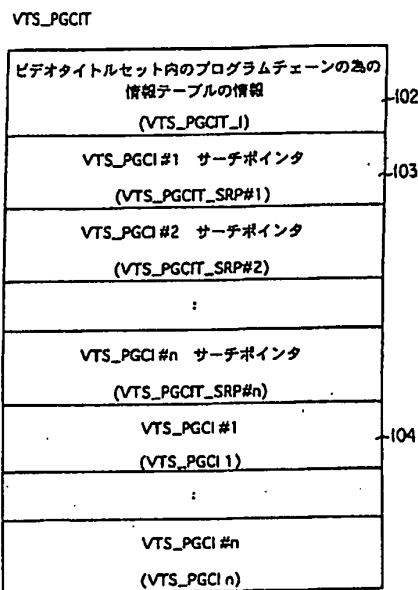 VTS_PGCIT
ビデオタイトルセット内のプログラムチェーンの為の
情報テーブルの情報
(VTS_PGCIT_I)
102
VTS_PGCI #1 サーチポインタ
103
(VTS_PGCIT_SRP#1)
VTS_PGCI #2 サーチポインタ
(VTS_PGCIT_SRP#2)
:
VTS_PGCI #n サーチポインタ
(VTS_PGCIT_SRP#n)
VTS_PGCI #1
104
(VTS_PGCI 1)
:
VTS_PGCI #n
(VTS_PGCI n)